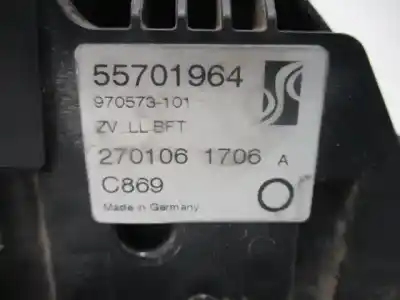 55701964
970573-101
ZV_LL-BFT
270106 1706 A
C869
Made in Germany